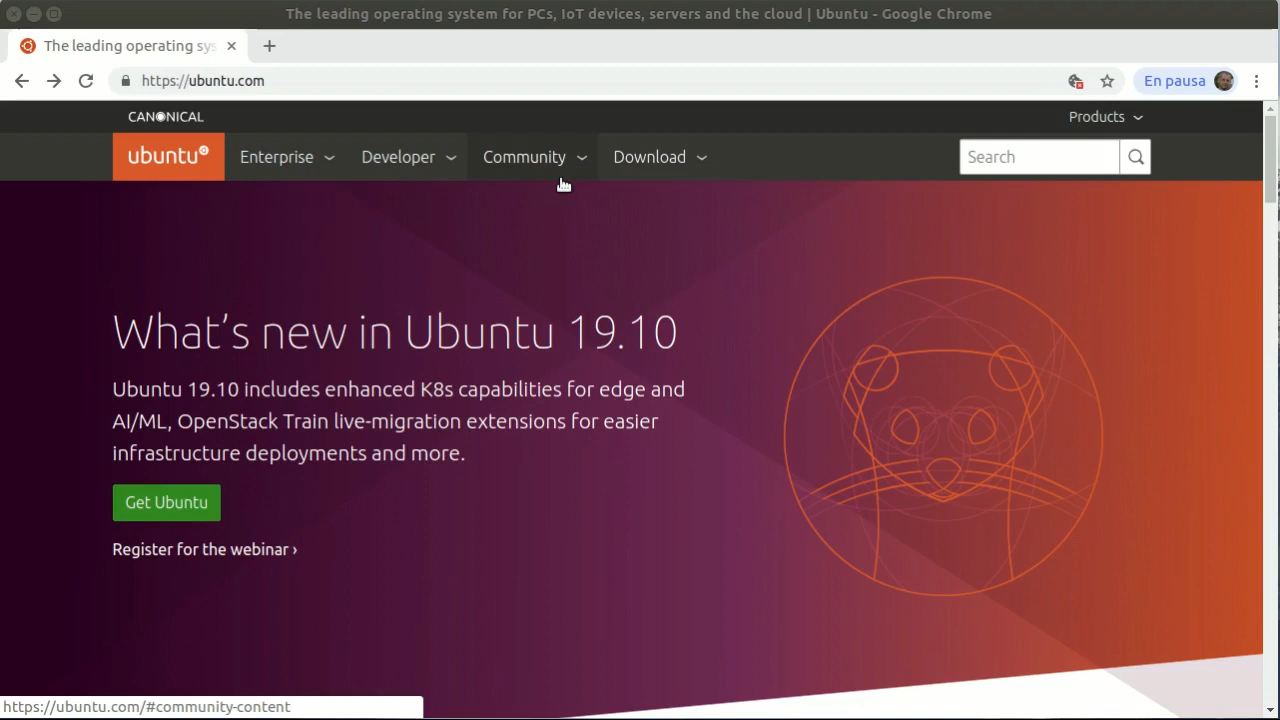 The leading operating system for PCs, IoT devices, servers and the cloud | Ubuntu - Google Chrome
The leading operating sys
https://ubuntu.com
En pausa
CANONICAL
Products
ubuntu
Enterprise
Developer
Community
Download
Search
What's new in Ubuntu 19.10
Ubuntu 19.10 includes enhanced K8s capabilities for edge and
AI/ML, OpenStack Train live-migration extensions for easier
infrastructure deployments and more.
Get Ubuntu
Register for the webinar ›
https://ubuntu.com/#community-content